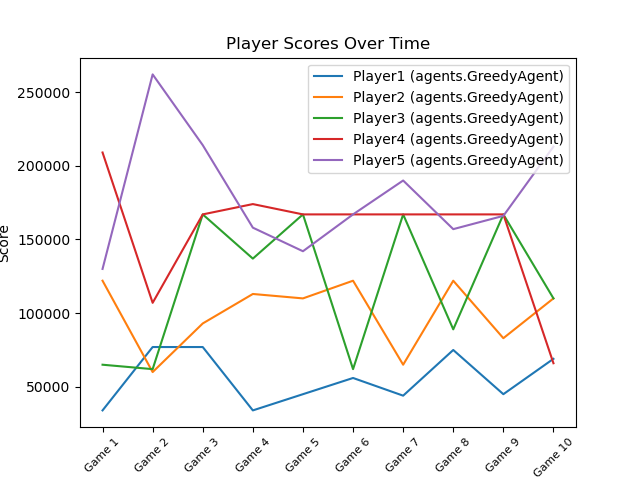 Player Scores Over Time
Player1 (agents.GreedyAgent)
Player2 (agents.GreedyAgent)
Player3 (agents.GreedyAgent)
Player4 (agents.GreedyAgent)
Player5 (agents.GreedyAgent)
250000
200000
150000
100000
50000
Score
Game 1
Game 2
Game 3
Game 4
Game 5
Game 6
Game 7
Game 8
Game 9
Game 10